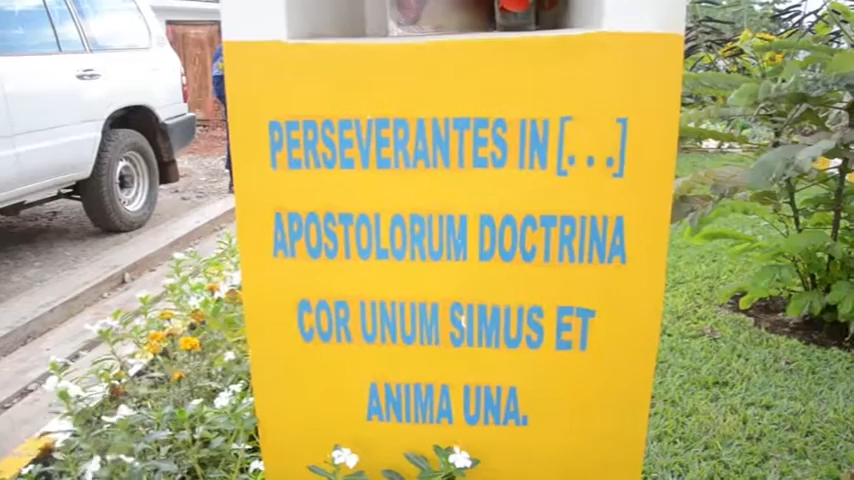 PERSEVERANTES IN [...]
APOSTOLORUM DOCTRINA
COR UNUM SIMUS ET
ANIMA UNA.